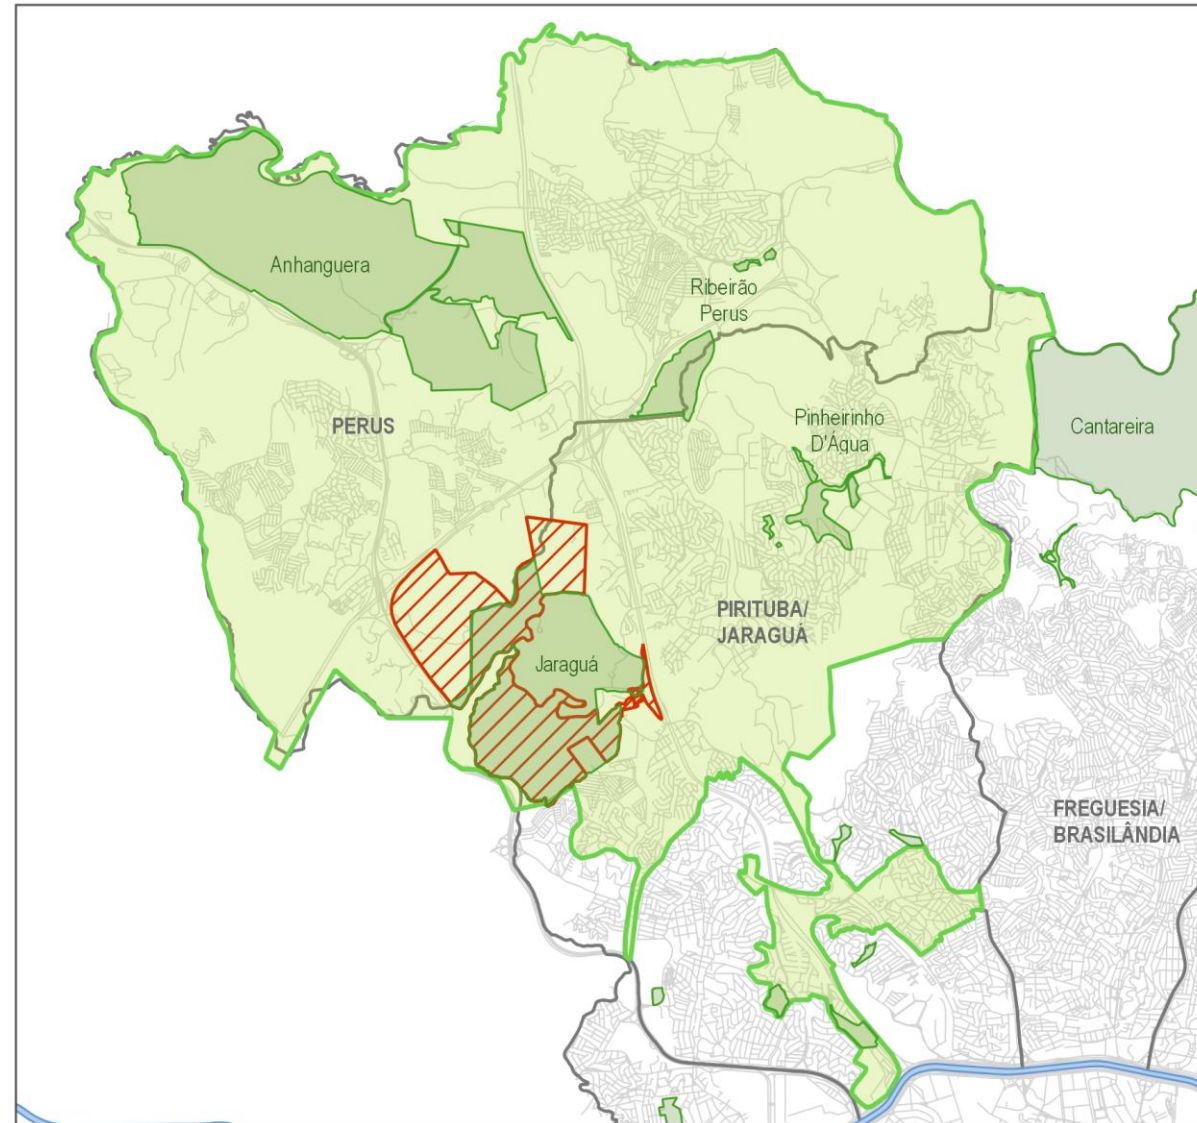 Anhanguera
Ribeirão
Perus
PERUS
Pinheirinho
D'Água
Cantareira
PIRITUBA/
JARAGUÁ
Jaraguá
FREGUESIA/
BRASILÂNDIA